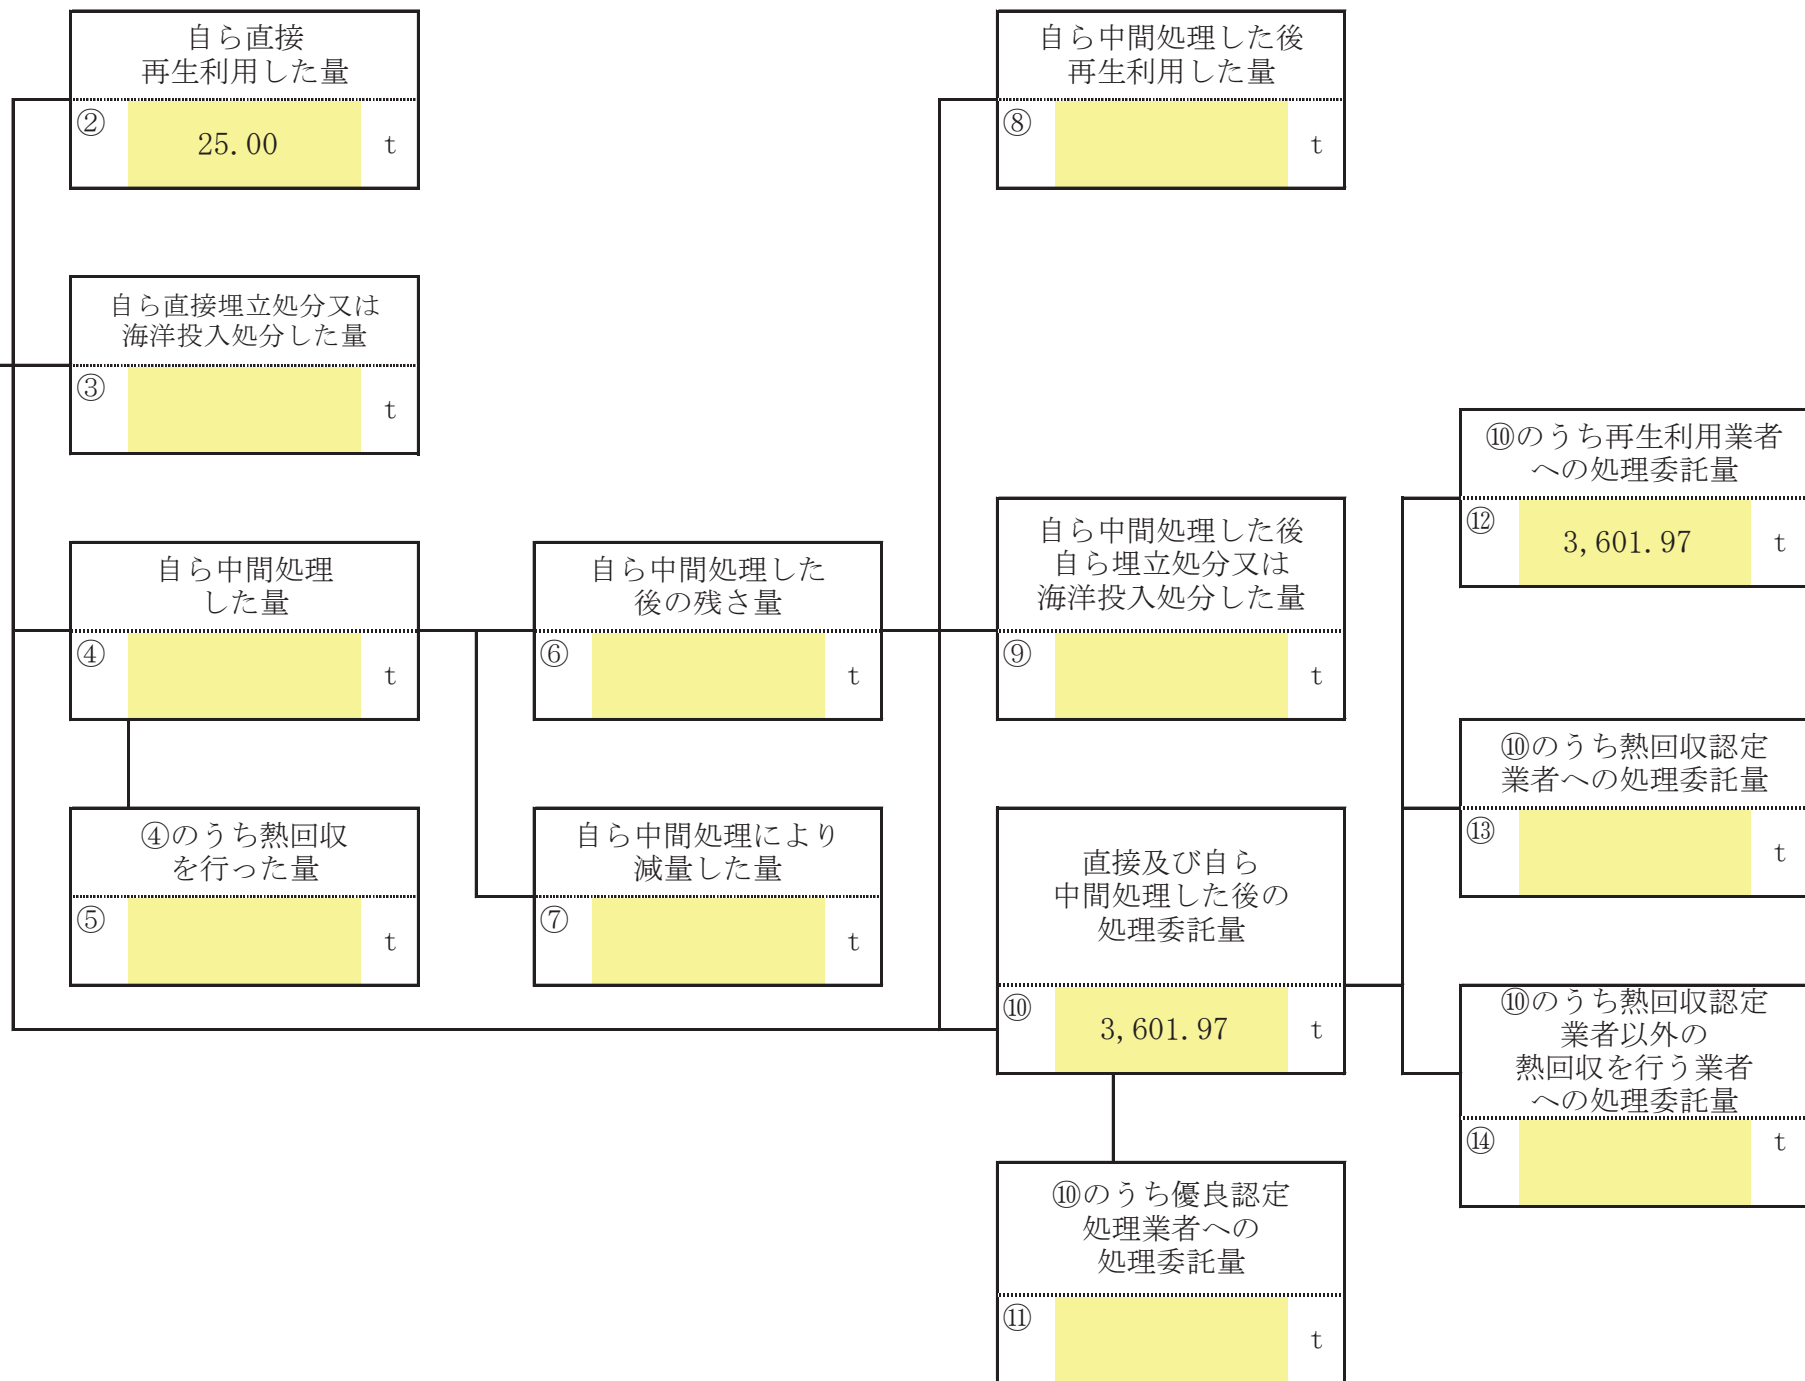 自ら直接
再生利用した量
②
25.00
t
自ら直接埋立処分又は
海洋投入処分した量
③
t
自ら中間処理
した量
④
t
④のうち熱回収
を行った量
⑤
t
自ら中間処理した
後の残さ量
⑥
t
自ら中間処理により
減量した量
⑦
t
自ら中間処理した後
再生利用した量
⑧
t
自ら中間処理した後
自ら埋立処分又は
海洋投入処分した量
⑨
t
直接及び自ら
中間処理した後の
処理委託量
⑩
3,601.97
t
⑩のうち優良認定
処理業者への
処理委託量
⑪
t
⑩のうち再生利用業者
への処理委託量
⑫
3,601.97
t
⑩のうち熱回収認定
業者への処理委託量
⑬
t
⑩のうち熱回収認定
業者以外の
熱回収を行う業者
への処理委託量
⑭
t